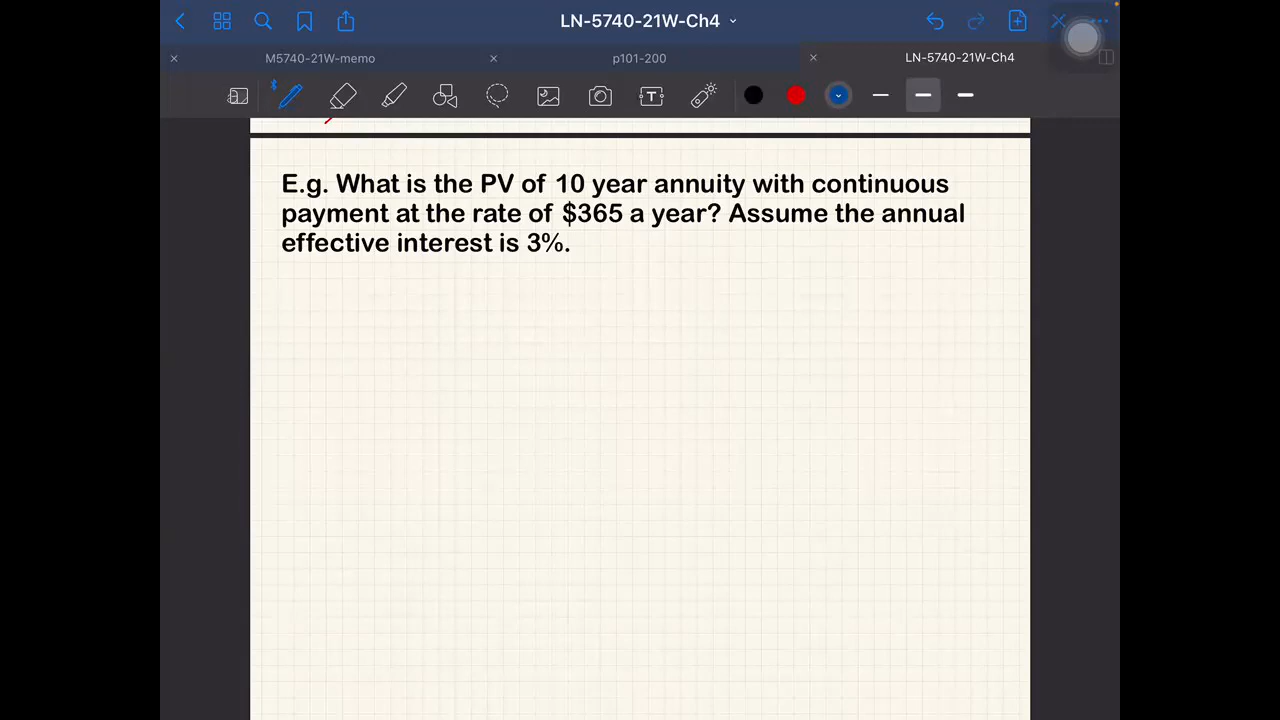 LN-5740-21W-Ch4
M5740-21W-memo
p101-200
LN-5740-21W-Ch4
T
E.g. What is the PV of 10 year annuity with continuous
payment at the rate of $365 a year? Assume the annual
effective interest is 3%.